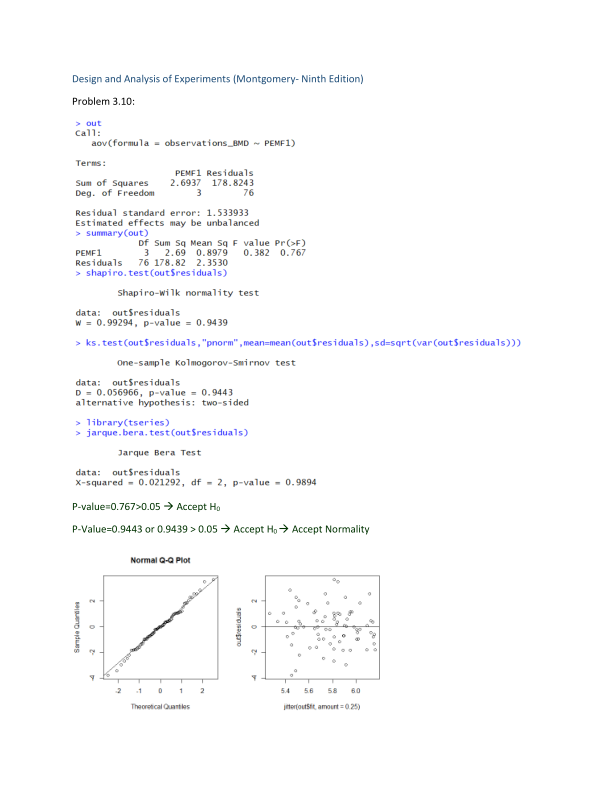 Design and Analysis of Experiments (Montgomery- Ninth Edition)
Problem 3.10:
> out
Call:
aov(formula = observations_BMD ~ PEMF1)
Terms:
PEMF1 Residuals
Sum of Squares 2.6937 178.8243
Deg. of Freedom 3 76
Residual standard error: 1.533933
Estimated effects may be unbalanced
> summary(out)
Df Sum Sq Mean Sq F value Pr(>F)
PEMF1 3 2.69 0.8979 0.382 0.767
Residuals 76 178.82 2.3530
> shapiro.test(out$residuals)
Shapiro-Wilk normality test
data: out$residuals
W = 0.99294, p-value = 0.9439
> ks.test(out$residuals,"pnorm",mean=mean(out$residuals),sd=sqrt(var(out$residuals)))
One-sample Kolmogorov-Smirnov test
data: out$residuals
D = 0.056966, p-value = 0.9443
alternative hypothesis: two-sided
> library(tseries)
> jarque.bera.test(out$residuals)
Jarque Bera Test
data: out$residuals
X-squared = 0.021292, df = 2, p-value = 0.9894
P-value=0.767>0.05 → Accept H₀
P-Value=0.9443 or 0.9439 > 0.05 → Accept H₀ → Accept Normality
Normal Q-Q Plot
Sample Quantiles
2
0
-2
-4
-2 -1 0 1 2
Theoretical Quantiles
out$residuals
2
0
-2
-4
5.4 5.6 5.8 6.0
jitter(out$fit, amount = 0.25)